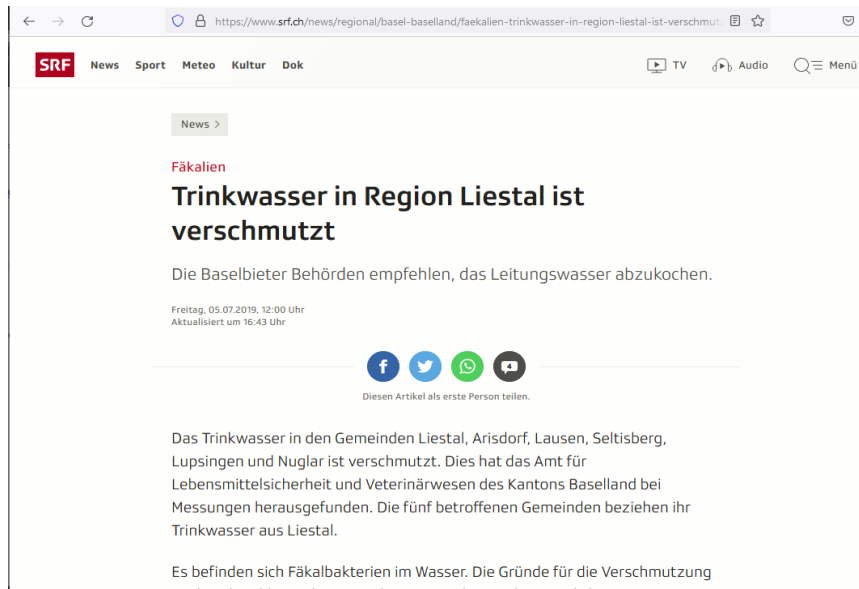 https://www.srf.ch/news/regional/basel-baselland/faekalien-trinkwasser-in-region-liestal-ist-verschmut
SRF News Sport Meteo Kultur Dok TV Audio Menü
News >
Fäkalien
Trinkwasser in Region Liestal ist
verschmutzt
Die Baselbieter Behörden empfehlen, das Leitungswasser abzukochen.
Freitag, 05.07.2019, 12:00 Uhr
Aktualisiert um 16:43 Uhr
4
Diesen Artikel als erste Person teilen.
Das Trinkwasser in den Gemeinden Liestal, Arisdorf, Lausen, Seltisberg,
Lupsingen und Nuglar ist verschmutzt. Dies hat das Amt für
Lebensmittelsicherheit und Veterinärwesen des Kantons Baselland bei
Messungen herausgefunden. Die fünf betroffenen Gemeinden beziehen ihr
Trinkwasser aus Liestal.
Es befinden sich Fäkalbakterien im Wasser. Die Gründe für die Verschmutzung